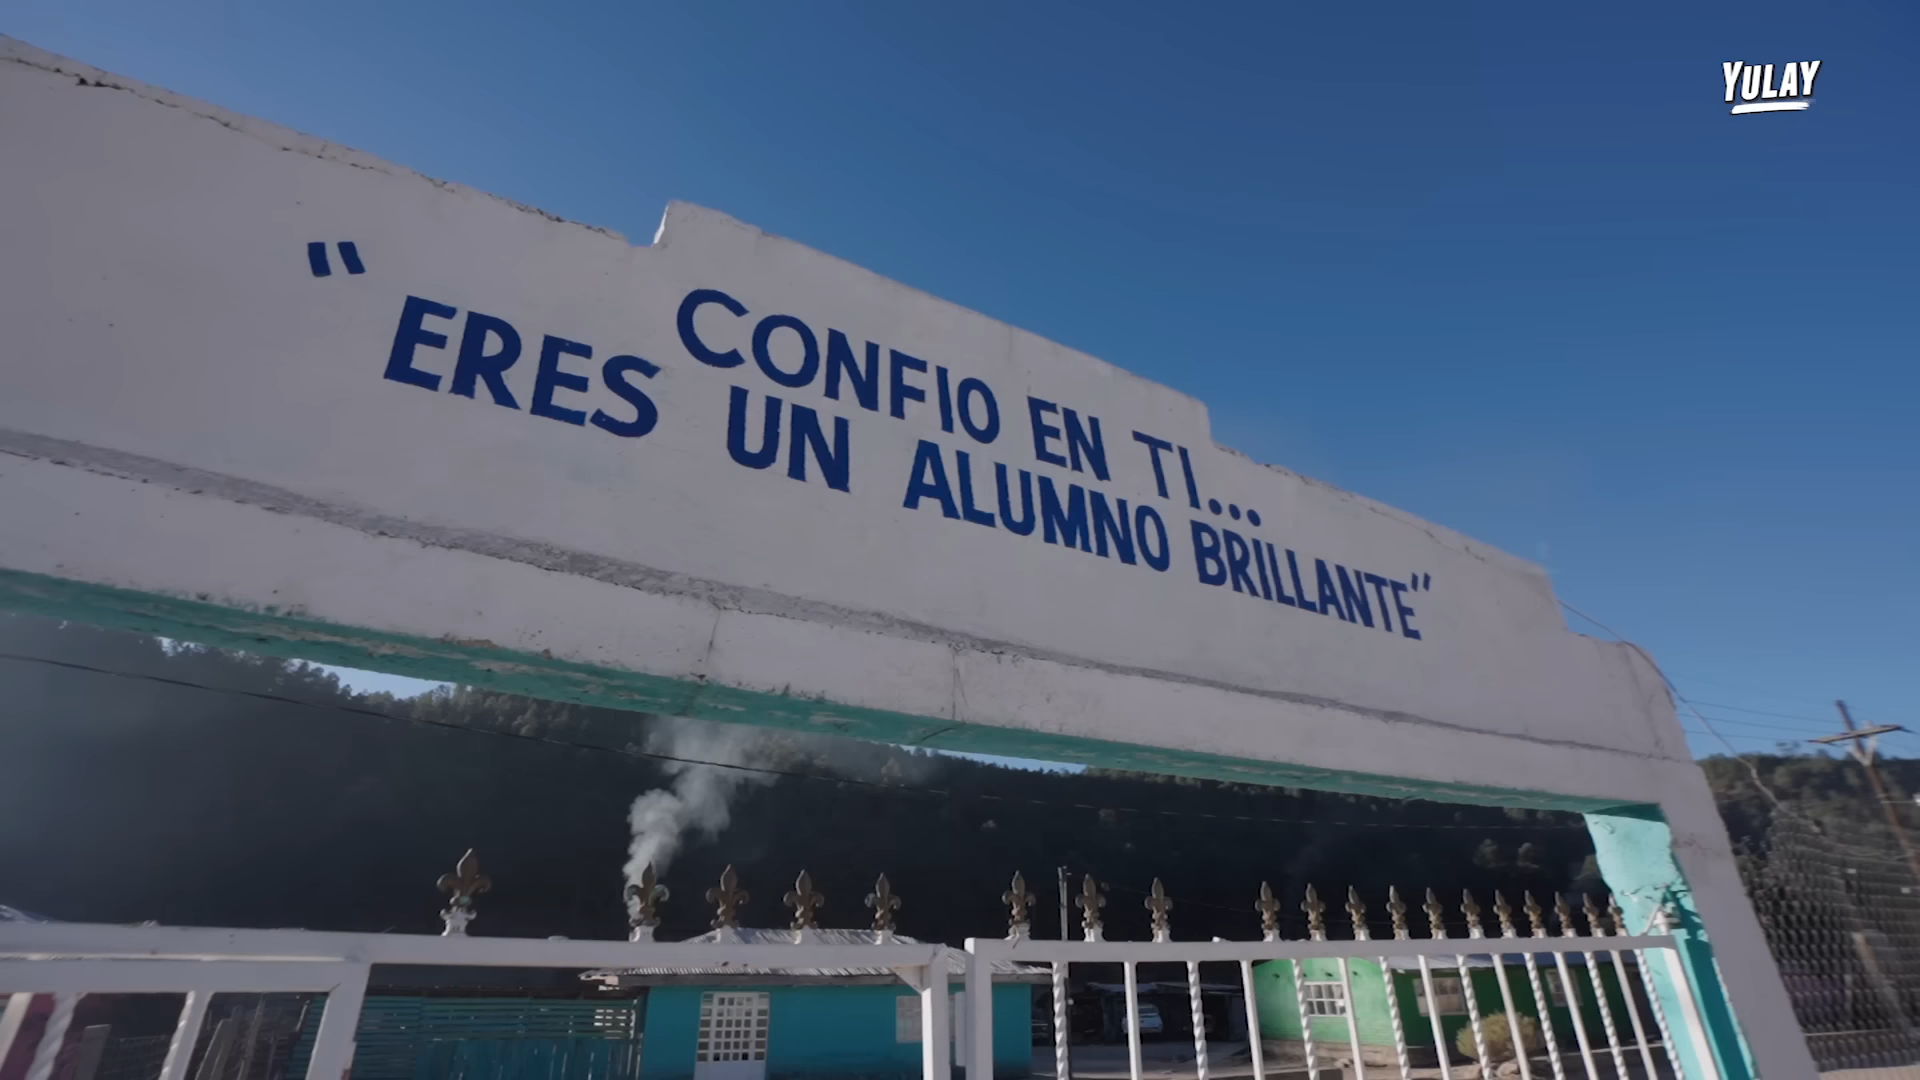 YULAY
" CONFIO EN TI...
ERES UN ALUMNO BRILLANTE"